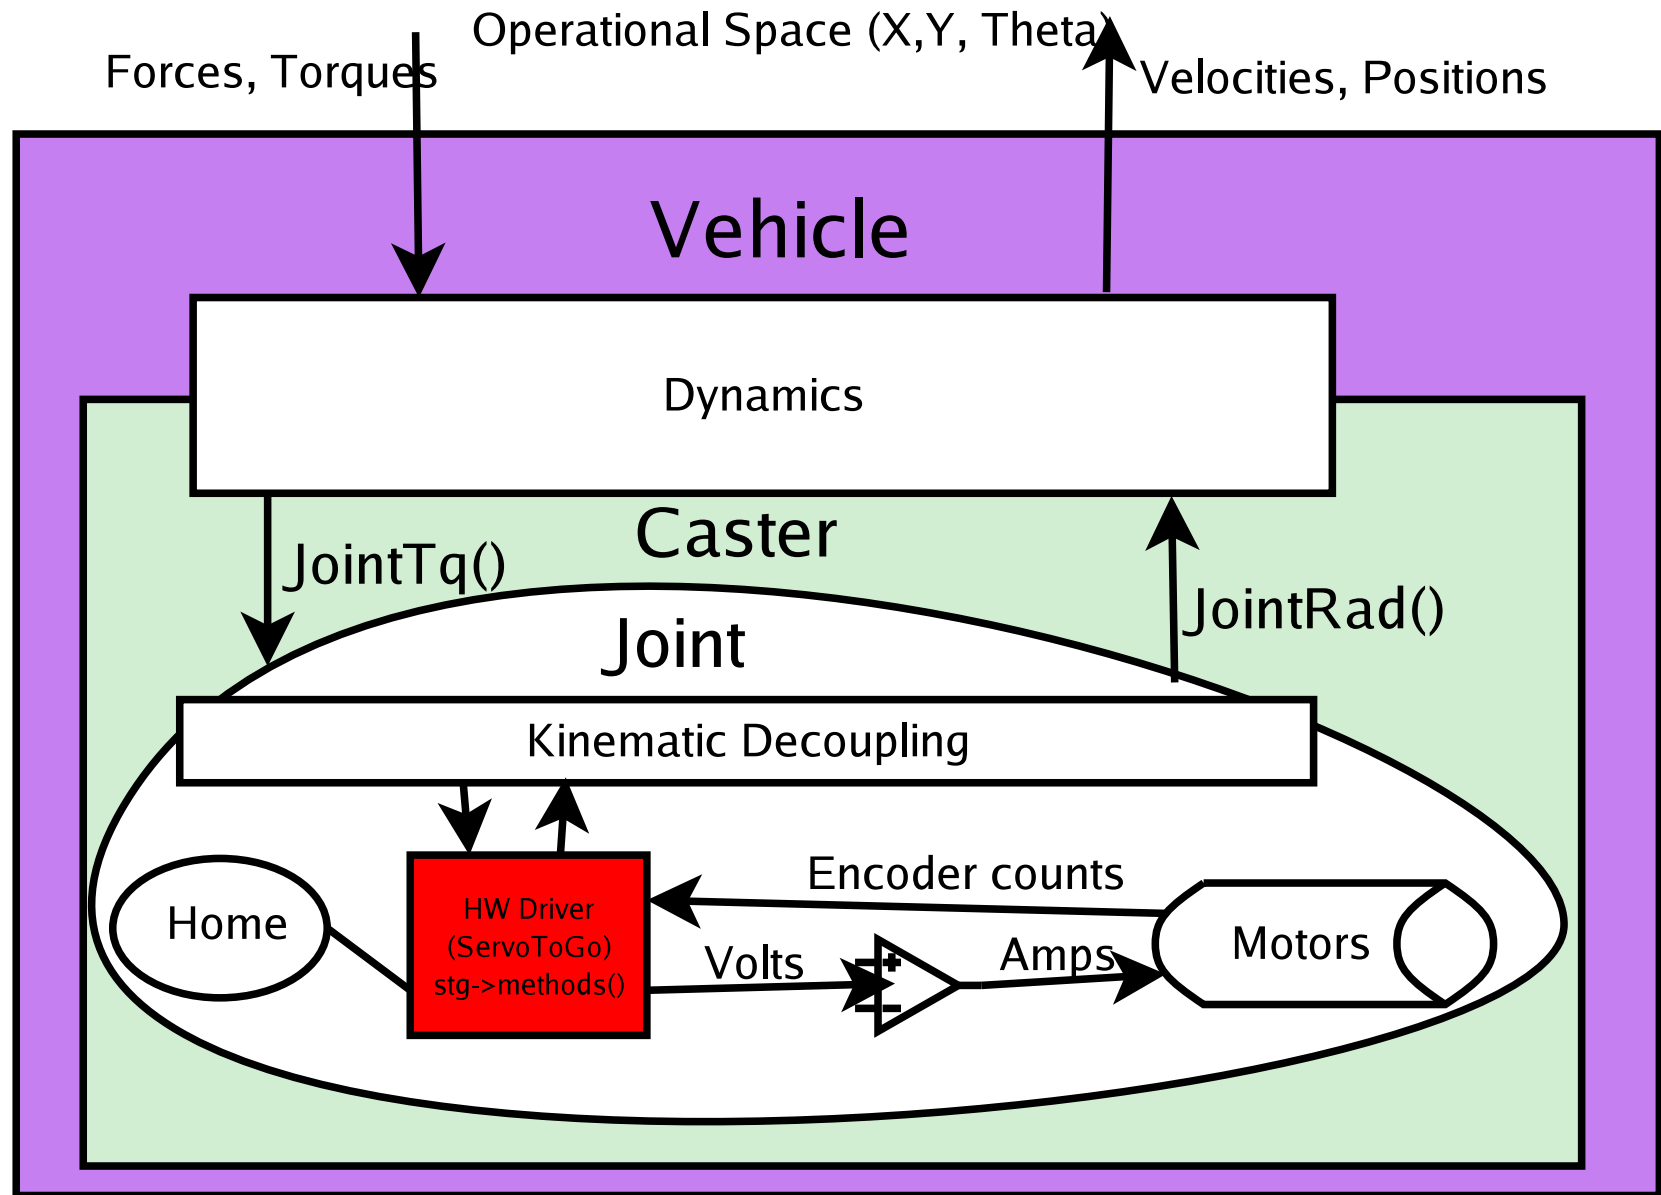 Operational Space (X,Y, Theta)
Forces, Torques
Velocities, Positions
Vehicle
Dynamics
Caster
JointTq()
JointRad()
Joint
Kinematic Decoupling
Encoder counts
Home
HW Driver
(ServoToGo)
stg->methods()
Volts
Amps
Motors